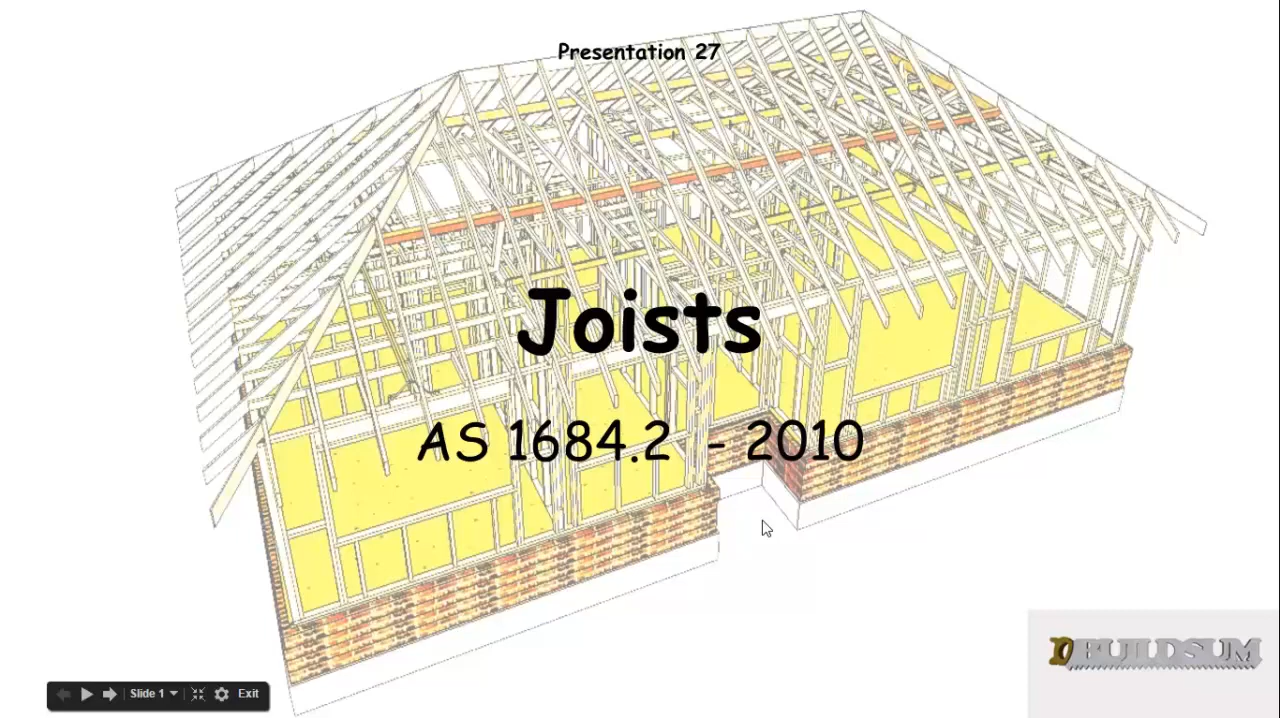 Presentation 27
Joists
AS 1684.2 - 2010
BUILDSUM
Slide 1
Exit